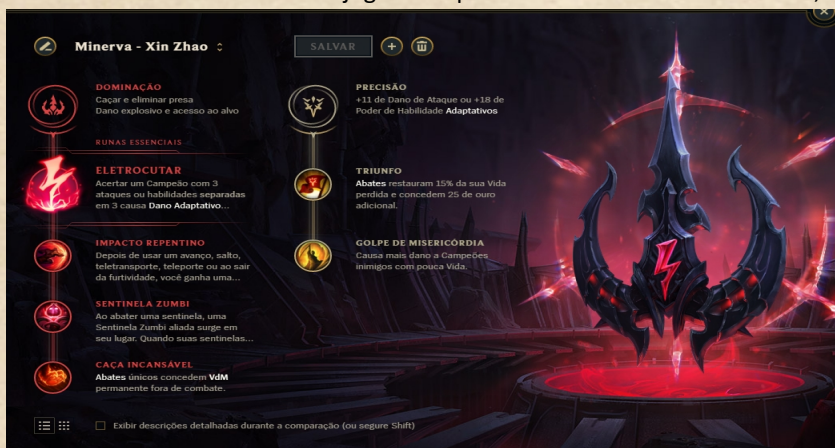 Minerva - Xin Zhao
SALVAR
DOMINAÇÃO
Caçar e eliminar presa
Dano explosivo e acesso ao alvo
RUNAS ESSENCIAIS
ELETROCUTAR
Acertar um Campeão com 3
ataques ou habilidades separadas
em 3 causa Dano Adaptativo...
IMPACTO REPENTINO
Depois de usar um avanço, salto,
teletransporte, teleporte ou ao sair
da furtividade, você ganha uma...
SENTINELA ZUMBI
Ao abater uma sentinela, uma
Sentinela Zumbi aliada surge em
seu lugar. Quando suas sentinelas...
CAÇA INCANSÁVEL
Abates únicos concedem VdM
permanente fora de combate.
PRECISÃO
+11 de Dano de Ataque ou +18 de
Poder de Habilidade Adaptativos
TRIUNFO
Abates restauram 15% da sua Vida
perdida e concedem 25 de ouro
adicional.
GOLPE DE MISERICÓRDIA
Causa mais dano a Campeões
inimigos com pouca Vida.
Exibir descrições detalhadas durante a comparação (ou segure Shift)